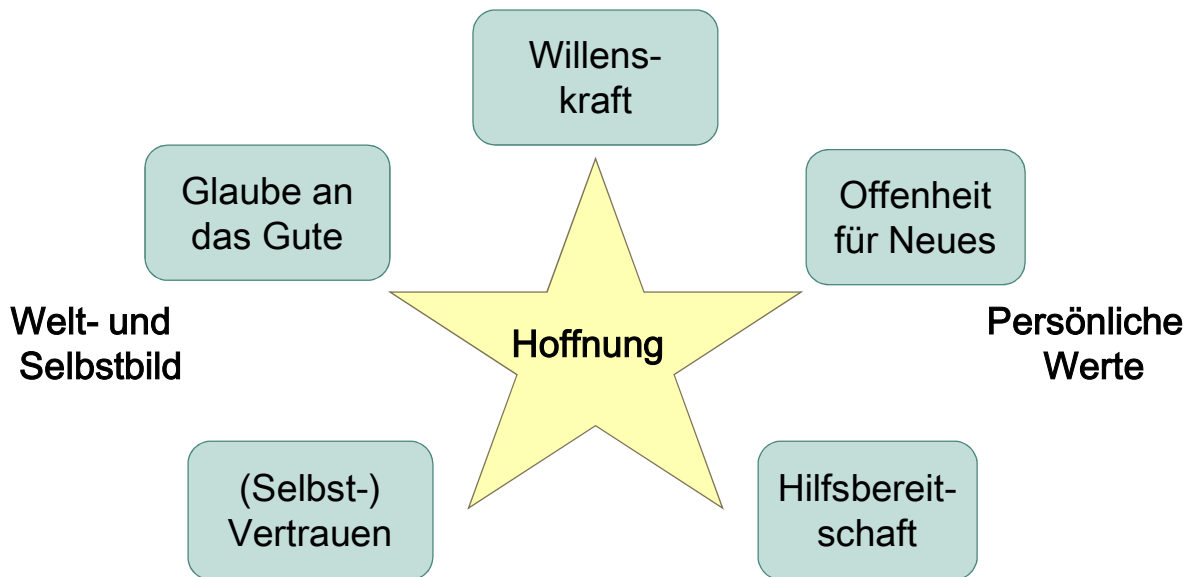 Willens-
kraft
Glaube an
das Gute
Offenheit
für Neues
Welt- und
Selbstbild
Hoffnung
Persönliche
Werte
(Selbst-)
Vertrauen
Hilfsbereit-
schaft